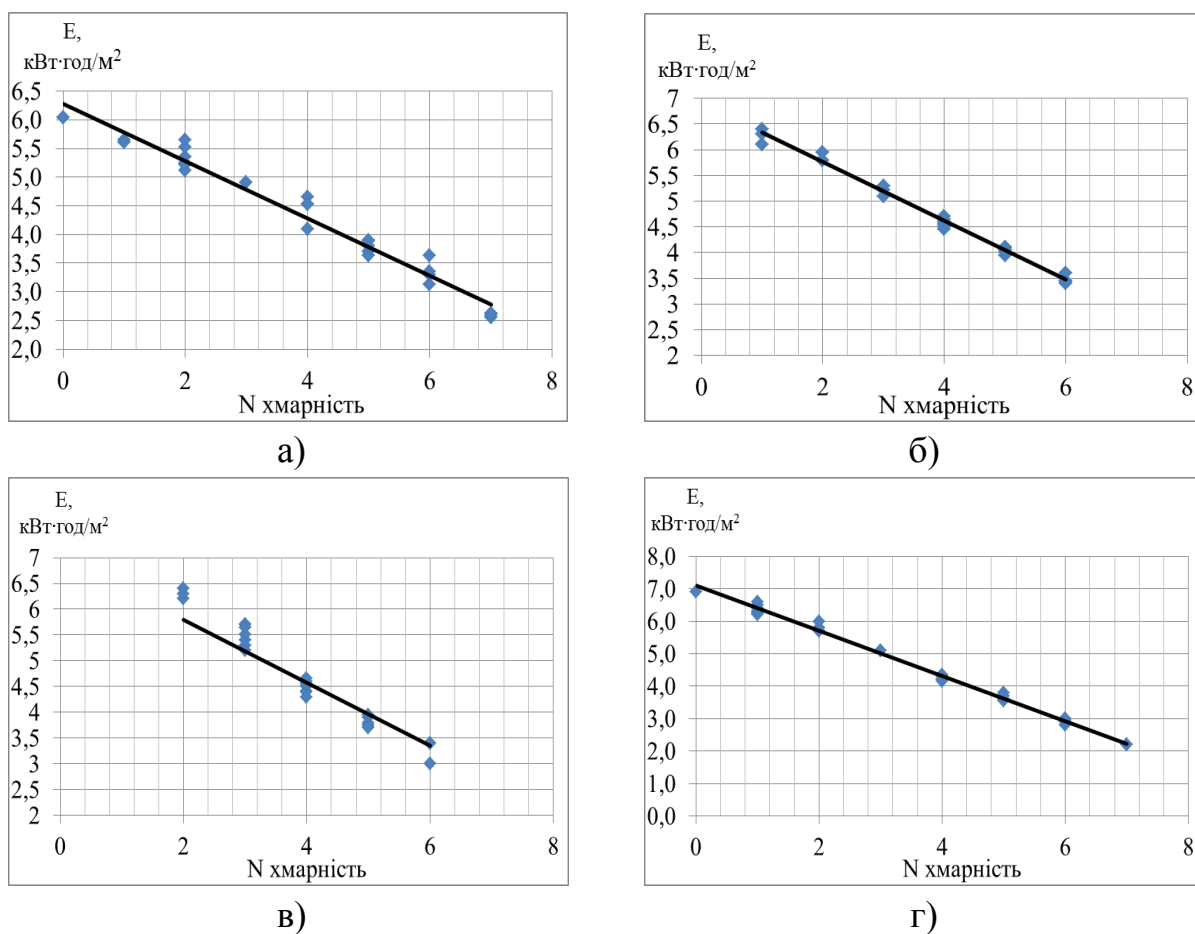 Е,
кВт·год/м²
6,5
6,0
5,5
5,0
4,5
4,0
3,5
3,0
2,5
2,0
0 2 4 6 8
N хмарність
а)
Е,
кВт·год/м²
7
6,5
6
5,5
5
4,5
4
3,5
3
2,5
2
0 2 4 6 8
N хмарність
б)
Е,
кВт·год/м²
7
6,5
6
5,5
5
4,5
4
3,5
3
2,5
2
0 2 4 6 8
N хмарність
в)
Е,
кВт·год/м²
8,0
7,0
6,0
5,0
4,0
3,0
2,0
1,0
0,0
0 2 4 6 8
N хмарність
г)